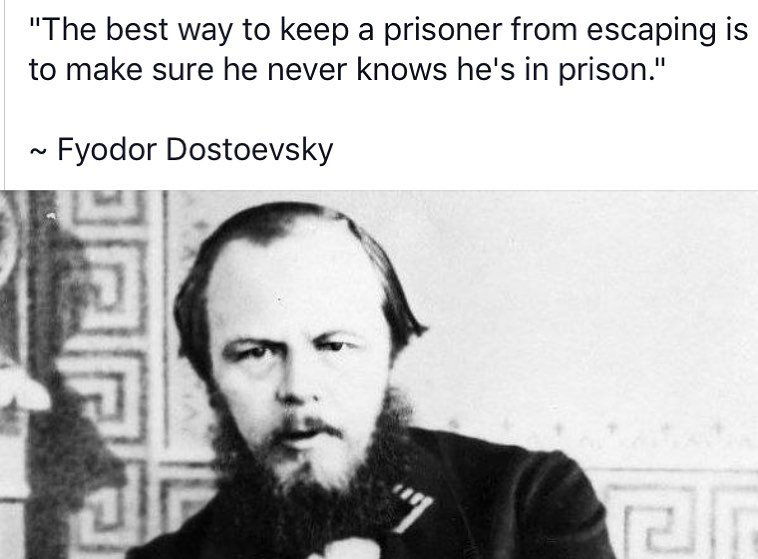 "The best way to keep a prisoner from escaping is
to make sure he never knows he's in prison."
~ Fyodor Dostoevsky